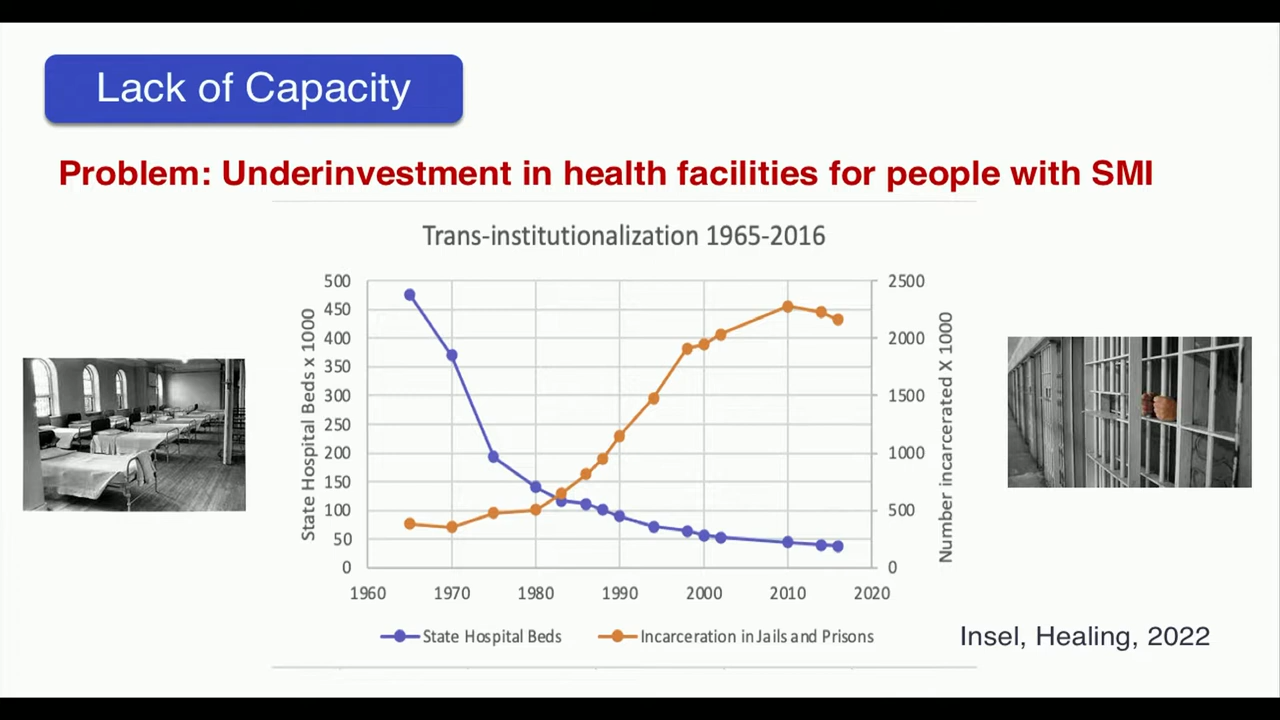 Lack of Capacity
Problem: Underinvestment in health facilities for people with SMI
Trans-institutionalization 1965-2016
500
450
400
350
300
250
200
150
100
50
0
State Hospital Beds x 1000
2500
2000
1500
1000
500
0
Number incarcerated X 1000
1960 1970 1980 1990 2000 2010 2020
State Hospital Beds Incarceration in Jails and Prisons
Insel, Healing, 2022